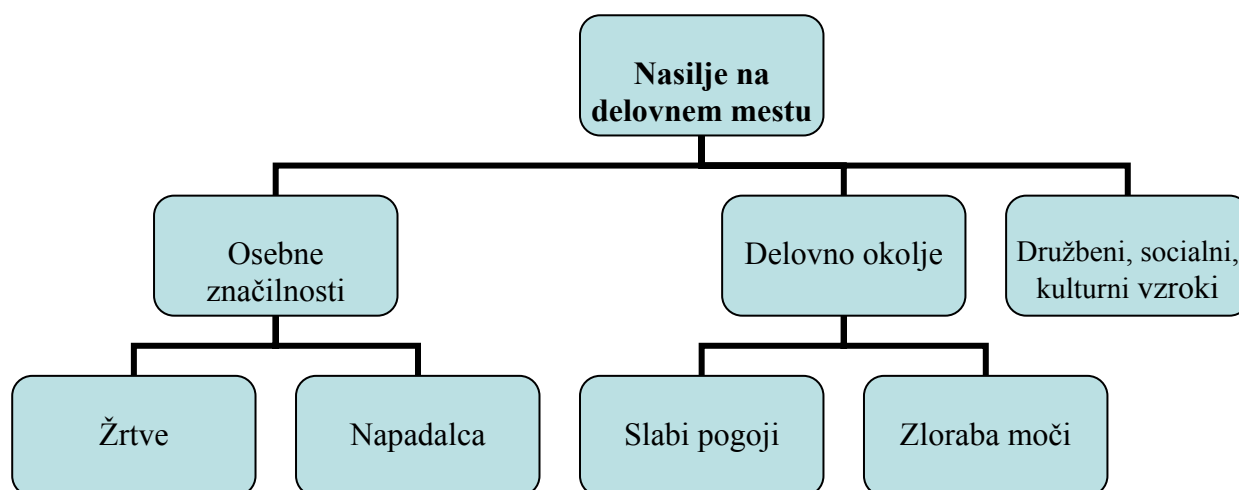 Nasilje na
delovnem mestu
Osebne
značilnosti
Delovno okolje
Družbeni, socialni,
kulturni vzroki
Žrtve
Napadalca
Slabi pogoji
Zloraba moči